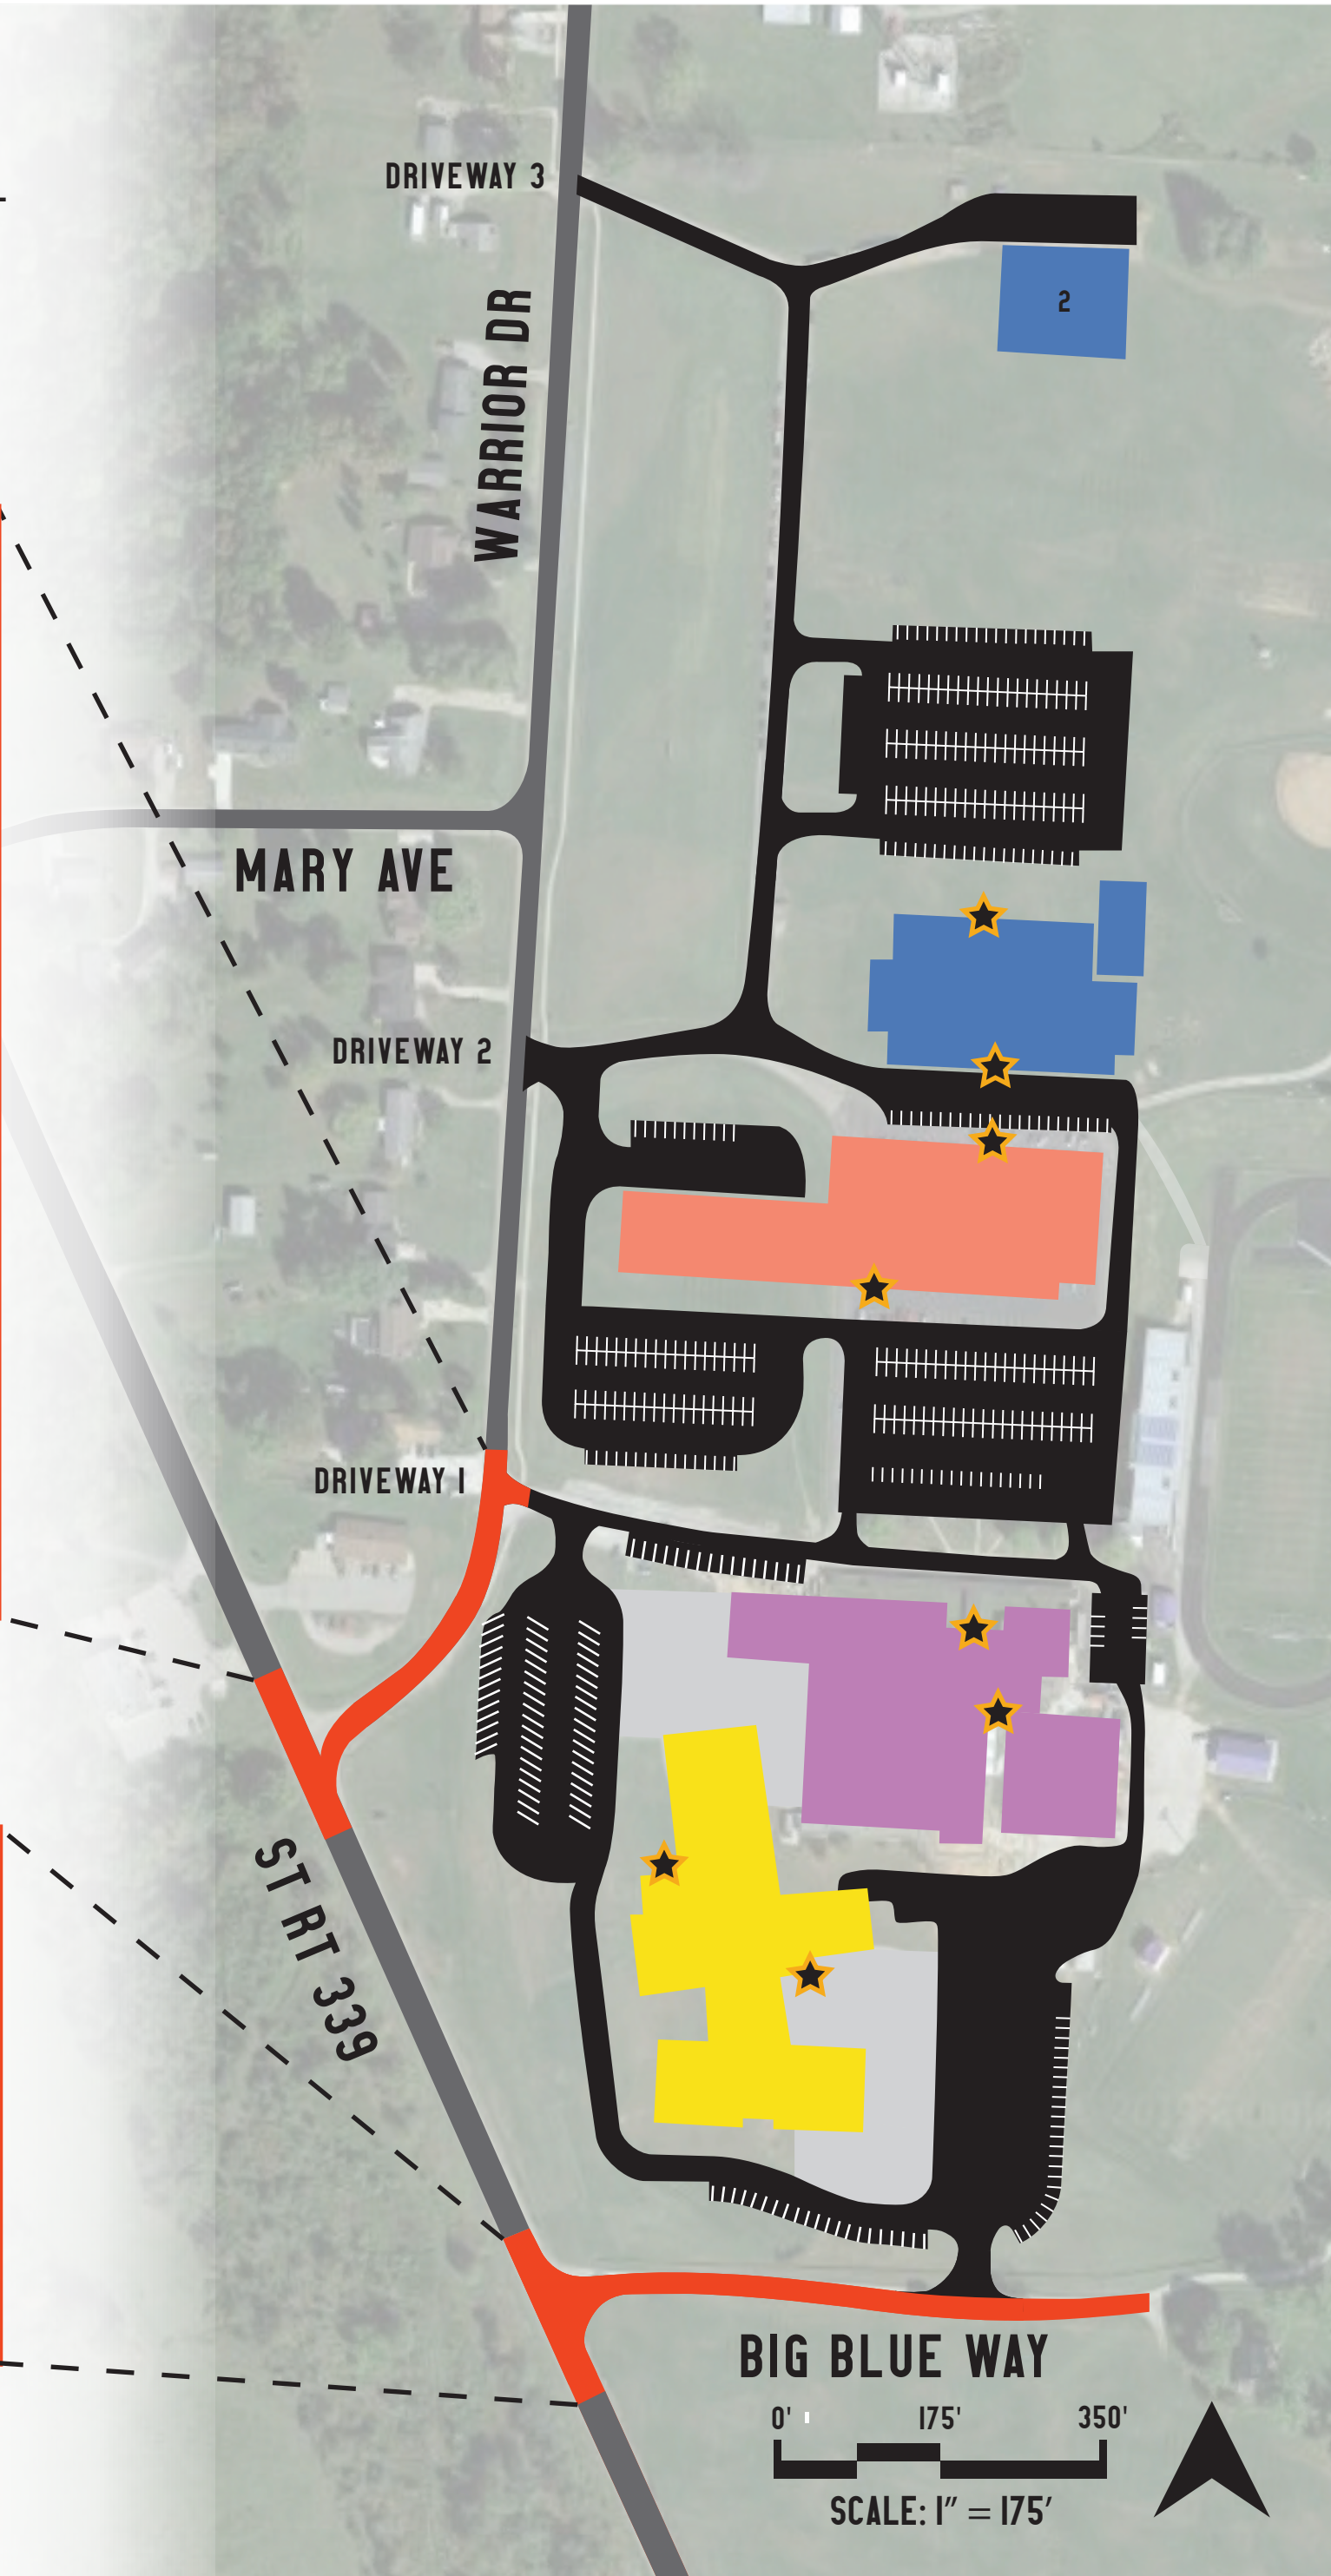 DRIVEWAY 3
2
WARRIOR DR
MARY AVE
DRIVEWAY 2
DRIVEWAY 1
ST RT 339
BIG BLUE WAY
0' 175' 350'
SCALE: 1" = 175'